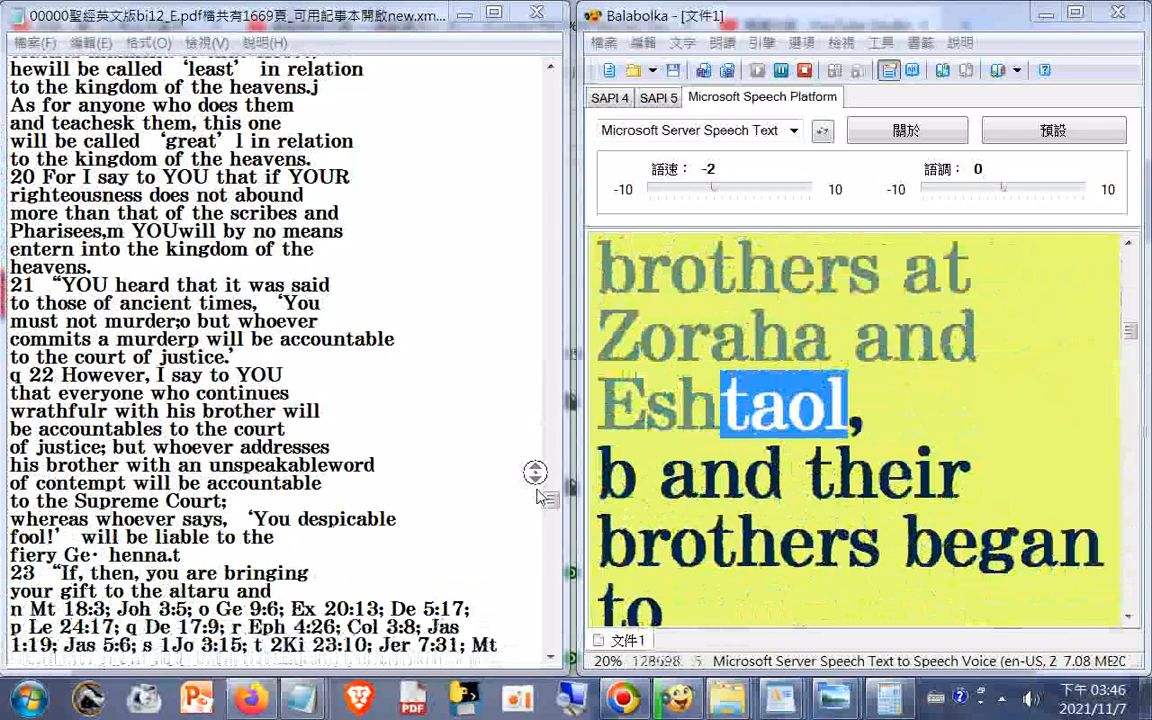 00000聖經英文版bi12_E.pdf檔共有1669頁_可用記事本開啟new.xm...
檔案(F) 編輯(E) 格式(O) 檢視(V) 說明(H)
hewill be called ‘least’ in relation
to the kingdom of the heavens.j
As for anyone who does them
and teachesk them, this one
will be called ‘great’ l in relation
to the kingdom of the heavens.
20 For I say to YOU that if YOUR
righteousness does not abound
more than that of the scribes and
Pharisees,m YOUwill by no means
entern into the kingdom of the
heavens.
21 “YOU heard that it was said
to those of ancient times, ‘You
must not murder;o but whoever
commits a murderp will be accountable
to the court of justice.’
q 22 However, I say to YOU
that everyone who continues
wrathfulr with his brother will
be accountables to the court
of justice; but whoever addresses
his brother with an unspeakableword
of contempt will be accountable
to the Supreme Court;
whereas whoever says, ‘You despicable
fool!’ will be liable to the
fiery Ge· henna.t
23 “If, then, you are bringing
your gift to the altaru and
n Mt 18:3; Joh 3:5; o Ge 9:6; Ex 20:13; De 5:17;
p Le 24:17; q De 17:9; r Eph 4:26; Col 3:8; Jas
1:19; Jas 5:6; s 1Jo 3:15; t 2Ki 23:10; Jer 7:31; Mt
Balabolka - [文件1]
檔案 編輯 文字 朗讀 引擎 選項 檢視 工具 書籤 說明
SAPI 4 SAPI 5 Microsoft Speech Platform
Microsoft Server Speech Text 關於 預設
語速： -2 語調： 0
-10 10 -10 10
brothers at
Zoraha and
Eshtaol,
b and their
brothers began
to
文件1
20% Microsoft Server Speech Text to Speech Voice (en-US, Z 7.08 ME
PDF
下午 03:46
2021/11/7